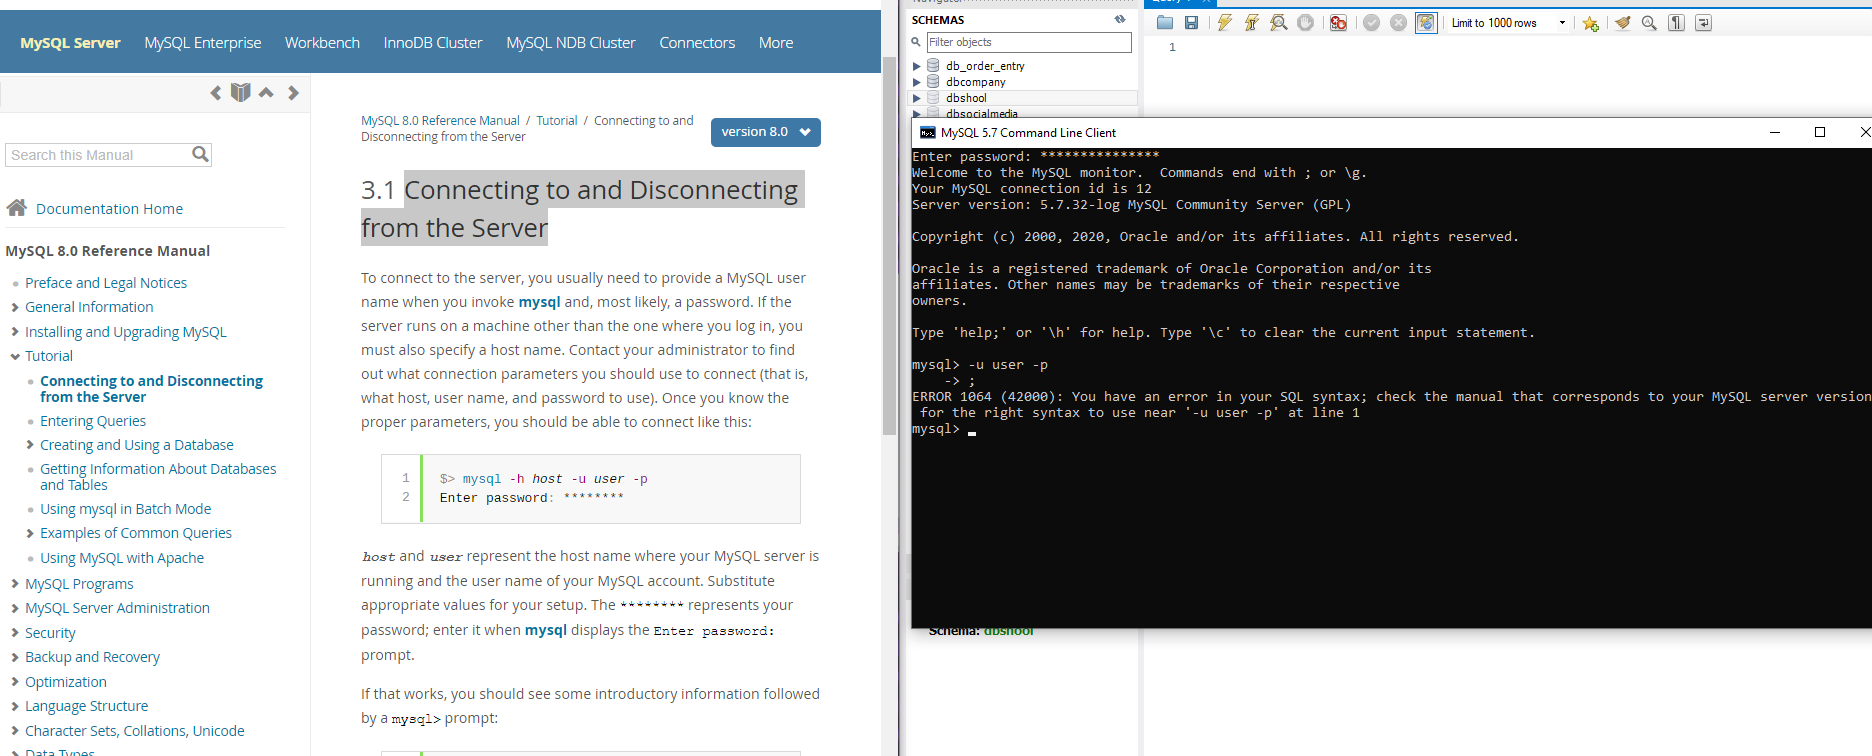 MySQL Server MySQL Enterprise Workbench InnoDB Cluster MySQL NDB Cluster Connectors More
Search this Manual
Documentation Home
MySQL 8.0 Reference Manual
Preface and Legal Notices
General Information
Installing and Upgrading MySQL
Tutorial
Connecting to and Disconnecting
from the Server
Entering Queries
Creating and Using a Database
Getting Information About Databases
and Tables
Using mysql in Batch Mode
Examples of Common Queries
Using MySQL with Apache
MySQL Programs
MySQL Server Administration
Security
Backup and Recovery
Optimization
Language Structure
Character Sets, Collations, Unicode
Data Types
MySQL 8.0 Reference Manual / Tutorial / Connecting to and
Disconnecting from the Server
version 8.0
3.1 Connecting to and Disconnecting
from the Server
To connect to the server, you usually need to provide a MySQL user
name when you invoke mysql and, most likely, a password. If the
server runs on a machine other than the one where you log in, you
must also specify a host name. Contact your administrator to find
out what connection parameters you should use to connect (that is,
what host, user name, and password to use). Once you know the
proper parameters, you should be able to connect like this:
1 $> mysql -h host -u user -p
2 Enter password: ********
host and user represent the host name where your MySQL server is
running and the user name of your MySQL account. Substitute
appropriate values for your setup. The ******** represents your
password; enter it when mysql displays the Enter password:
prompt.
If that works, you should see some introductory information followed
by a mysql> prompt:
Navigator
SCHEMAS
Filter objects
db_order_entry
dbcompany
dbshool
dbsocialmedia
Query 1
Limit to 1000 rows
1
MySQL 5.7 Command Line Client
Enter password: ***************
Welcome to the MySQL monitor.  Commands end with ; or \g.
Your MySQL connection id is 12
Server version: 5.7.32-log MySQL Community Server (GPL)
Copyright (c) 2000, 2020, Oracle and/or its affiliates. All rights reserved.
Oracle is a registered trademark of Oracle Corporation and/or its
affiliates. Other names may be trademarks of their respective
owners.
Type 'help;' or '\h' for help. Type '\c' to clear the current input statement.
mysql> -u user -p
-> ;
ERROR 1064 (42000): You have an error in your SQL syntax; check the manual that corresponds to your MySQL server version
for the right syntax to use near '-u user -p' at line 1
mysql>
Schema: dbshool